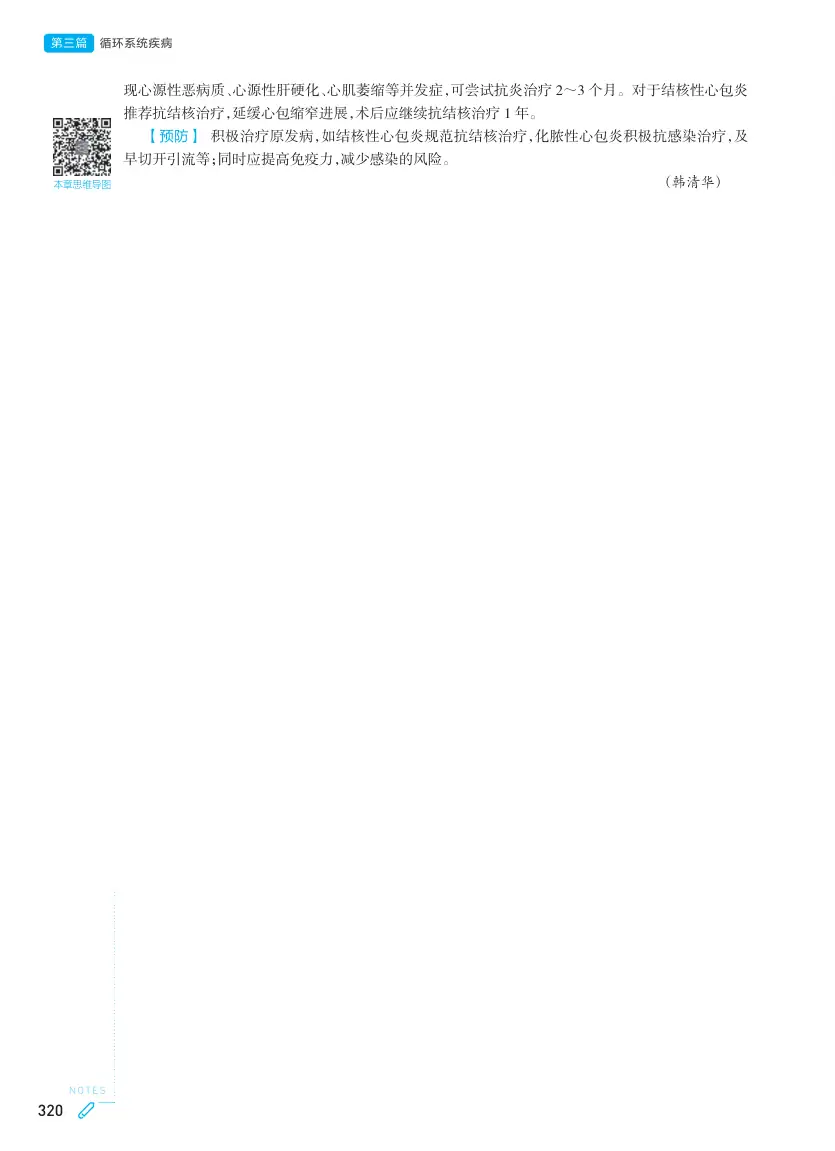 第三篇 循环系统疾病
现心源性恶病质、心源性肝硬化、心肌萎缩等并发症,可尝试抗炎治疗 2～3 个月。对于结核性心包炎
推荐抗结核治疗,延缓心包缩窄进展,术后应继续抗结核治疗 1 年。
【预防】 积极治疗原发病,如结核性心包炎规范抗结核治疗,化脓性心包炎积极抗感染治疗,及
早切开引流等;同时应提高免疫力,减少感染的风险。
本章思维导图
（韩清华）
NOTES
320